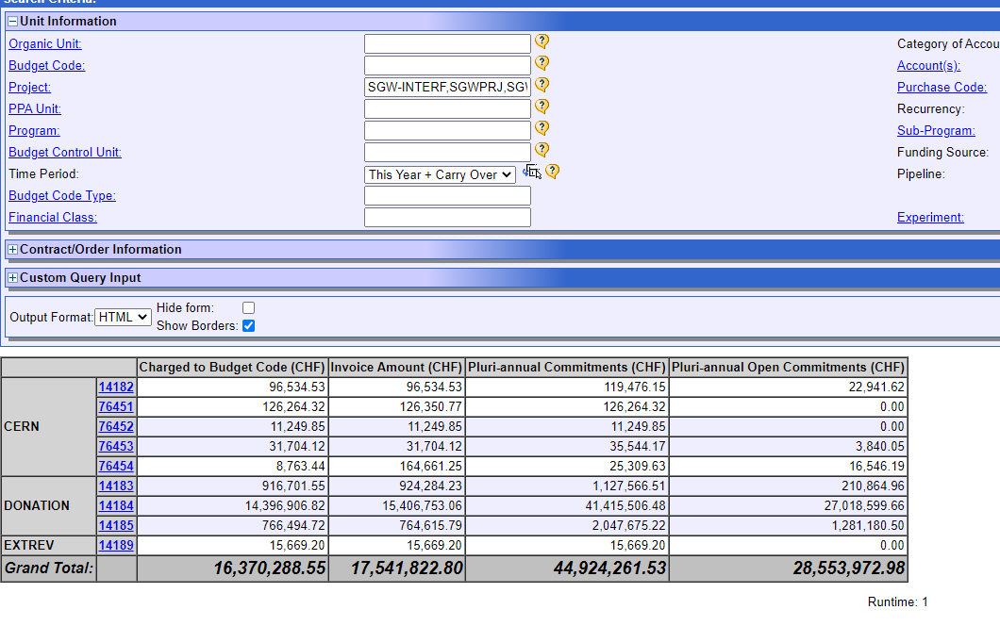 Search Criteria:
Unit Information
Organic Unit: ? Category of Accou
Budget Code: ? Account(s):
Project: SGW-INTERF,SGWPRJ,SGW ? Purchase Code:
PPA Unit: ? Recurrency:
Program: ? Sub-Program:
Budget Control Unit: ? Funding Source:
Time Period: This Year + Carry Over ? Pipeline:
Budget Code Type:
Financial Class: Experiment:
Contract/Order Information
Custom Query Input
Output Format: HTML Hide form:
Show Borders:
Charged to Budget Code (CHF) Invoice Amount (CHF) Pluri-annual Commitments (CHF) Pluri-annual Open Commitments (CHF)
CERN 14182 96,534.53 96,534.53 119,476.15 22,941.62
76451 126,264.32 126,350.77 126,264.32 0.00
76452 11,249.85 11,249.85 11,249.85 0.00
76453 31,704.12 31,704.12 35,544.17 3,840.05
76454 8,763.44 164,661.25 25,309.63 16,546.19
DONATION 14183 916,701.55 924,284.23 1,127,566.51 210,864.96
14184 14,396,906.82 15,406,753.06 41,415,506.48 27,018,599.66
14185 766,494.72 764,615.79 2,047,675.22 1,281,180.50
EXTREV 14189 15,669.20 15,669.20 15,669.20 0.00
Grand Total: 16,370,288.55 17,541,822.80 44,924,261.53 28,553,972.98
Runtime: 1